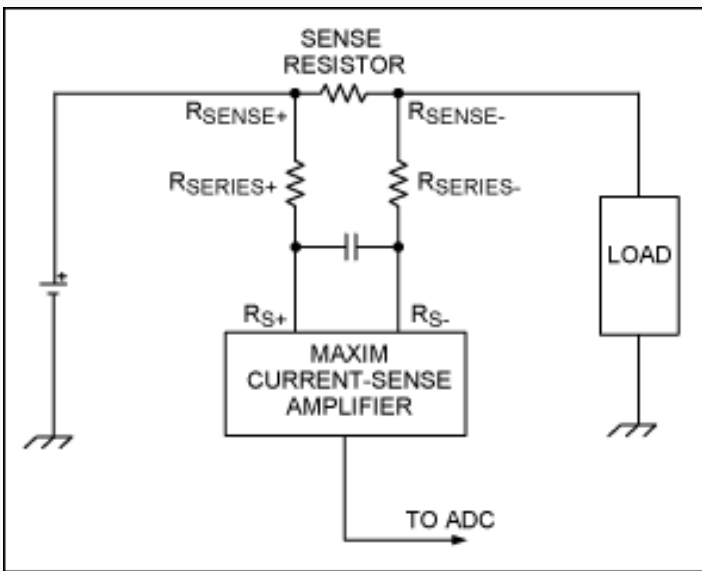 SENSE
RESISTOR
RSENSE+
RSENSE-
RSERIES+
RSERIES-
+
LOAD
RS+
RS-
MAXIM
CURRENT-SENSE
AMPLIFIER
TO ADC